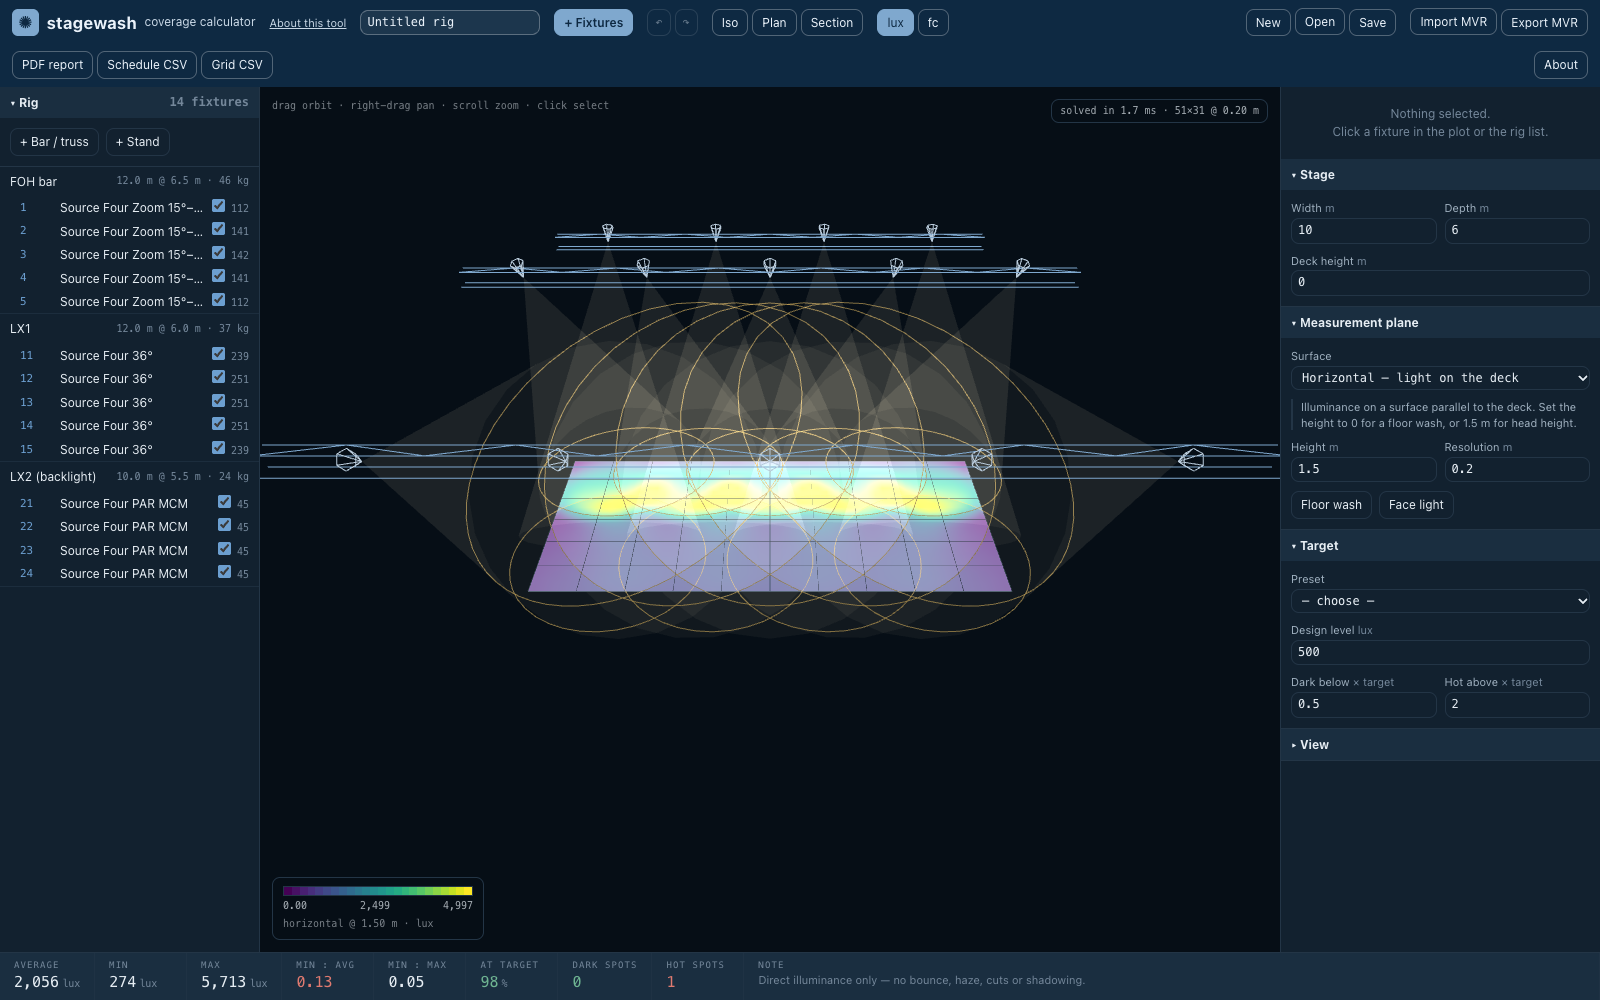 stagewash coverage calculator About this tool Untitled rig + Fixtures Iso Plan Section lux fc New Open Save Import MVR Export MVR
PDF report Schedule CSV Grid CSV About
Rig 14 fixtures
+ Bar / truss + Stand
FOH bar 12.0 m @ 6.5 m · 46 kg
1 Source Four Zoom 15°–… 112
2 Source Four Zoom 15°–… 141
3 Source Four Zoom 15°–… 142
4 Source Four Zoom 15°–… 141
5 Source Four Zoom 15°–… 112
LX1 12.0 m @ 6.0 m · 37 kg
11 Source Four 36° 239
12 Source Four 36° 251
13 Source Four 36° 251
14 Source Four 36° 251
15 Source Four 36° 239
LX2 (backlight) 10.0 m @ 5.5 m · 24 kg
21 Source Four PAR MCM 45
22 Source Four PAR MCM 45
23 Source Four PAR MCM 45
24 Source Four PAR MCM 45
drag orbit · right-drag pan · scroll zoom · click select
solved in 1.7 ms · 51×31 @ 0.20 m
0.00 2,499 4,997
horizontal @ 1.50 m · lux
Nothing selected.
Click a fixture in the plot or the rig list.
Stage
Width m Depth m
10 6
Deck height m
0
Measurement plane
Surface
Horizontal — light on the deck
Illuminance on a surface parallel to the deck. Set the
height to 0 for a floor wash, or 1.5 m for head height.
Height m Resolution m
1.5 0.2
Floor wash Face light
Target
Preset
— choose —
Design level lux
500
Dark below × target Hot above × target
0.5 2
View
AVERAGE MIN MAX MIN : AVG MIN : MAX AT TARGET DARK SPOTS HOT SPOTS NOTE
2,056 lux 274 lux 5,713 lux 0.13 0.05 98 % 0 1 Direct illuminance only — no bounce, haze, cuts or shadowing.